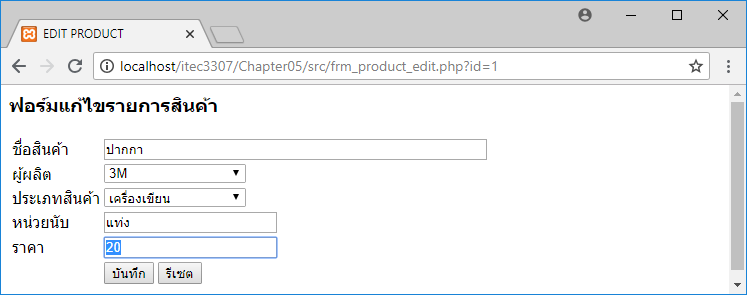 EDIT PRODUCT
localhost/itec3307/Chapter05/src/frm_product_edit.php?id=1
ฟอร์มแก้ไขรายการสินค้า
ชื่อสินค้า ปากกา
ผู้ผลิต 3M
ประเภทสินค้า เครื่องเขียน
หน่วยนับ แท่ง
ราคา 20
บันทึก รีเซต